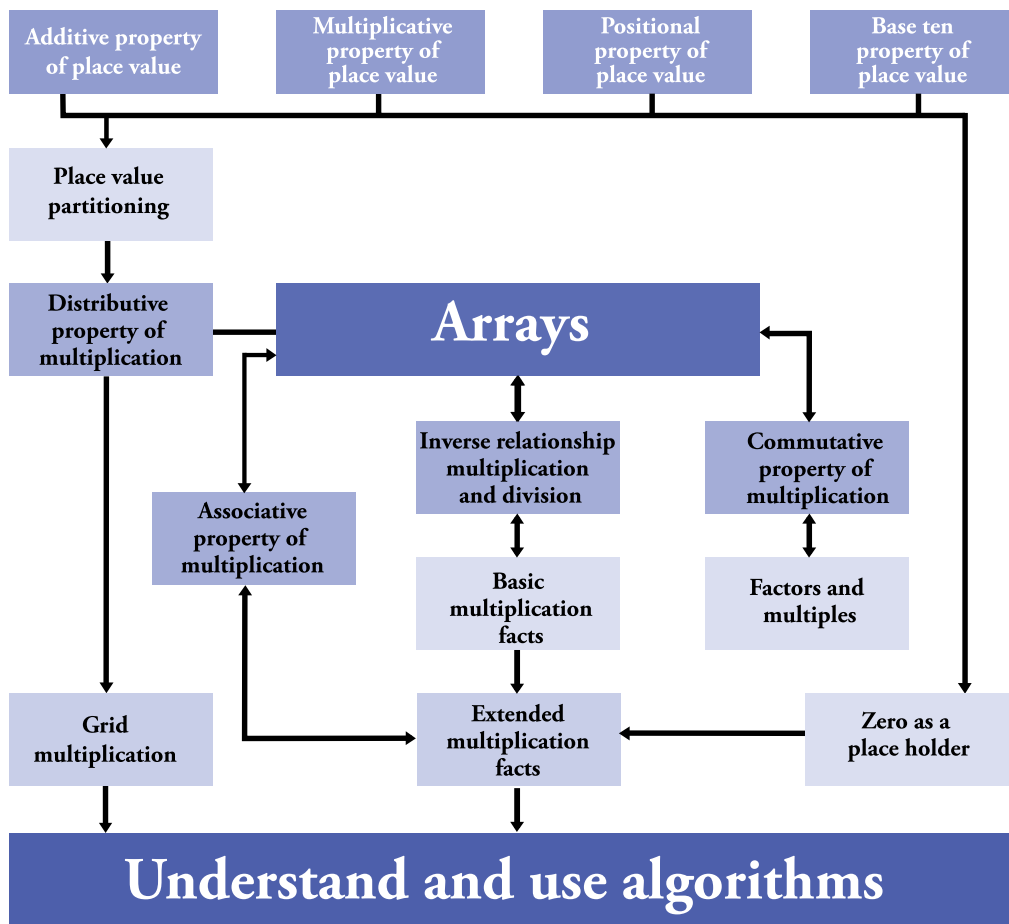 Additive property
of place value
Multiplicative
property of
place value
Positional
property of
place value
Base ten
property of
place value
Place value
partitioning
Distributive
property of
multiplication
Arrays
Inverse relationship
multiplication
and division
Commutative
property of
multiplication
Associative
property of
multiplication
Basic
multiplication
facts
Factors and
multiples
Grid
multiplication
Extended
multiplication
facts
Zero as a
place holder
Understand and use algorithms